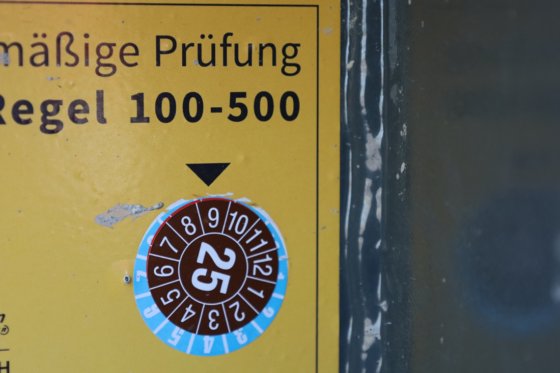 mäßige Prüfung
Regel 100-500
1 2 3 4 5 6 7 8 9 10 11 12
25
H